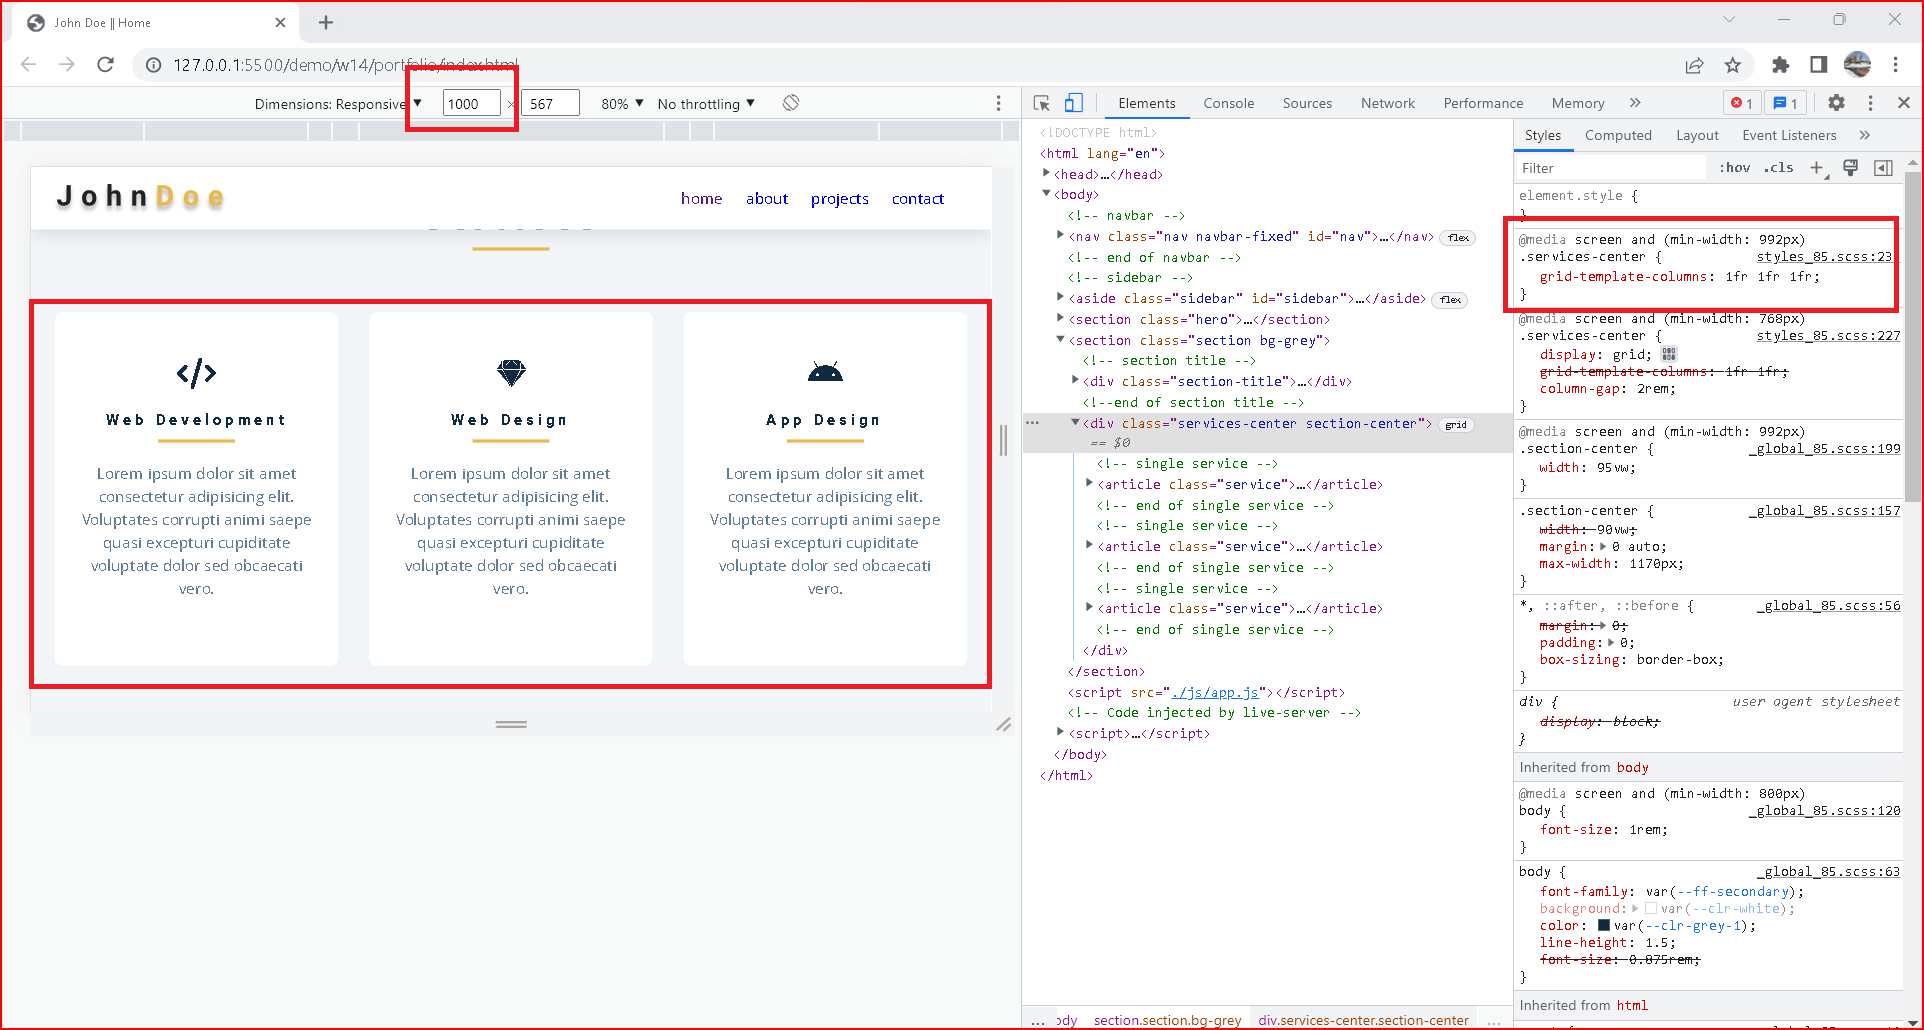 John Doe || Home
127.0.0.1:5500/demo/w14/portfolio/index.html
Dimensions: Responsive ▼ 1000 × 567 80% ▼ No throttling ▼
Elements Console Sources Network Performance Memory » 1 1
JohnDoe
home about projects contact
</>
Web Development
Lorem ipsum dolor sit amet
consectetur adipisicing elit.
Voluptates corrupti animi saepe
quasi excepturi cupiditate
voluptate dolor sed obcaecati
vero.
Web Design
Lorem ipsum dolor sit amet
consectetur adipisicing elit.
Voluptates corrupti animi saepe
quasi excepturi cupiditate
voluptate dolor sed obcaecati
vero.
App Design
Lorem ipsum dolor sit amet
consectetur adipisicing elit.
Voluptates corrupti animi saepe
quasi excepturi cupiditate
voluptate dolor sed obcaecati
vero.
<!DOCTYPE html>
<html lang="en">
<head>…</head>
<body>
<!-- navbar -->
<nav class="nav navbar-fixed" id="nav">…</nav> flex
<!-- end of navbar -->
<!-- sidebar -->
<aside class="sidebar" id="sidebar">…</aside> flex
<section class="hero">…</section>
<section class="section bg-grey">
<!-- section title -->
<div class="section-title">…</div>
<!--end of section title -->
<div class="services-center section-center"> grid
== $0
<!-- single service -->
<article class="service">…</article>
<!-- end of single service -->
<!-- single service -->
<article class="service">…</article>
<!-- end of single service -->
<!-- single service -->
<article class="service">…</article>
<!-- end of single service -->
</div>
</section>
<script src="./js/app.js"></script>
<!-- Code injected by live-server -->
<script>…</script>
</body>
</html>
... ody section.section.bg-grey div.services-center.section-center ...
Styles Computed Layout Event Listeners »
Filter :hov .cls
element.style {
}
@media screen and (min-width: 992px)
.services-center { styles_85.scss:23
grid-template-columns: 1fr 1fr 1fr;
}
@media screen and (min-width: 768px)
.services-center { styles_85.scss:227
display: grid;
grid-template-columns: 1fr 1fr;
column-gap: 2rem;
}
@media screen and (min-width: 992px)
.section-center { _global_85.scss:199
width: 95vw;
}
.section-center { _global_85.scss:157
width: 90vw;
margin: 0 auto;
max-width: 1170px;
}
*, ::after, ::before { _global_85.scss:56
margin: 0;
padding: 0;
box-sizing: border-box;
}
div { user agent stylesheet
display: block;
}
Inherited from body
@media screen and (min-width: 800px)
body { _global_85.scss:120
font-size: 1rem;
}
body { _global_85.scss:63
font-family: var(--ff-secondary);
background: var(--clr-white);
color: var(--clr-grey-1);
line-height: 1.5;
font-size: 0.875rem;
}
Inherited from html